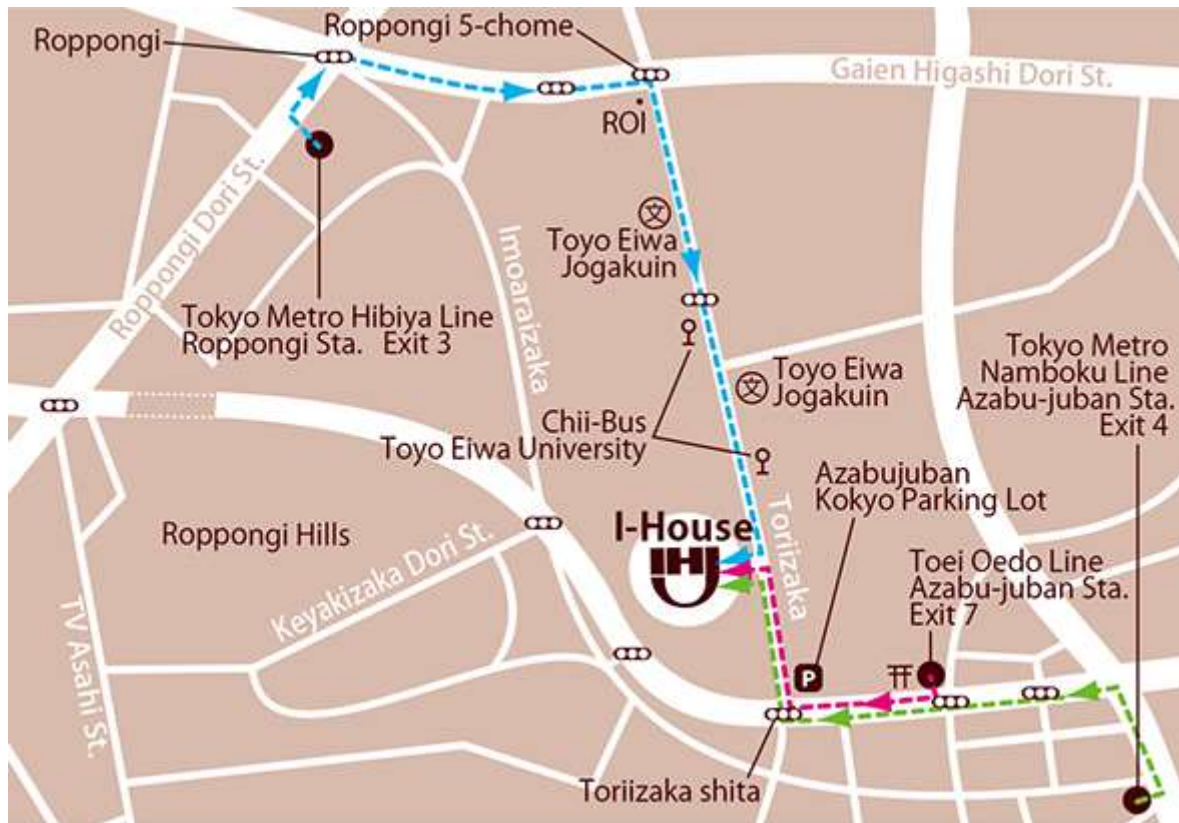 Roppongi
Roppongi 5-chome
Gaien Higashi Dori St.
ROI
Roppongi Dori St.
文
Toyo Eiwa
Jogakuin
Imoaraizaka
Tokyo Metro Hibiya Line
Roppongi Sta. Exit 3
文
Toyo Eiwa
Jogakuin
Tokyo Metro
Namboku Line
Azabu-juban Sta.
Exit 4
Chii-Bus
Toyo Eiwa University
Azabujuban
Kokyo Parking Lot
Toriizaka
I-House
IHJ
Roppongi Hills
Keyakizaka Dori St.
Toei Oedo Line
Azabu-juban Sta.
Exit 7
TV Asahi St.
P
Toriizaka shita